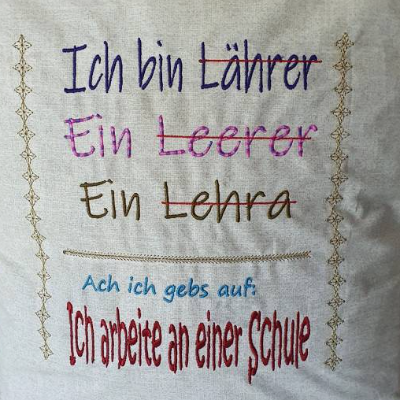 Ich bin Lährer
Ein Leerer
Ein Lehra
Ach ich gebs auf:
Ich arbeite an einer Schule